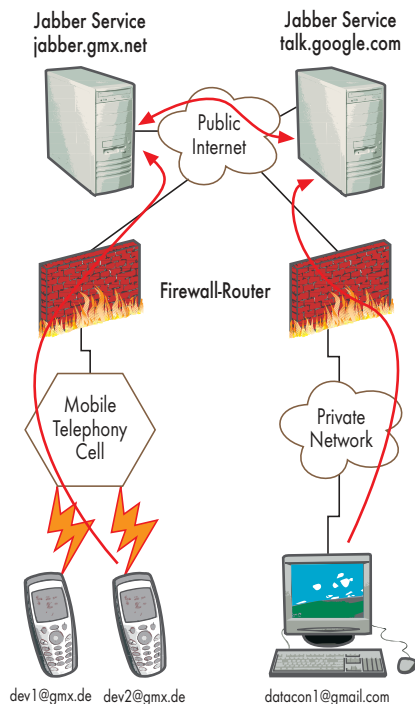 Jabber Service
jabber.gmx.net
Jabber Service
talk.google.com
Public
Internet
Firewall-Router
Mobile
Telephony
Cell
Private
Network
dev1@gmx.de
dev2@gmx.de
datacon1@gmail.com